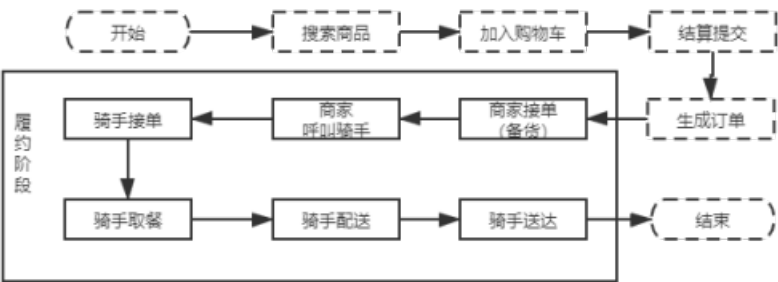 开始
搜索商品
加入购物车
结算提交
生成订单
商家接单
（备货）
商家
呼叫骑手
骑手接单
履
约
阶
段
骑手取餐
骑手配送
骑手送达
结束